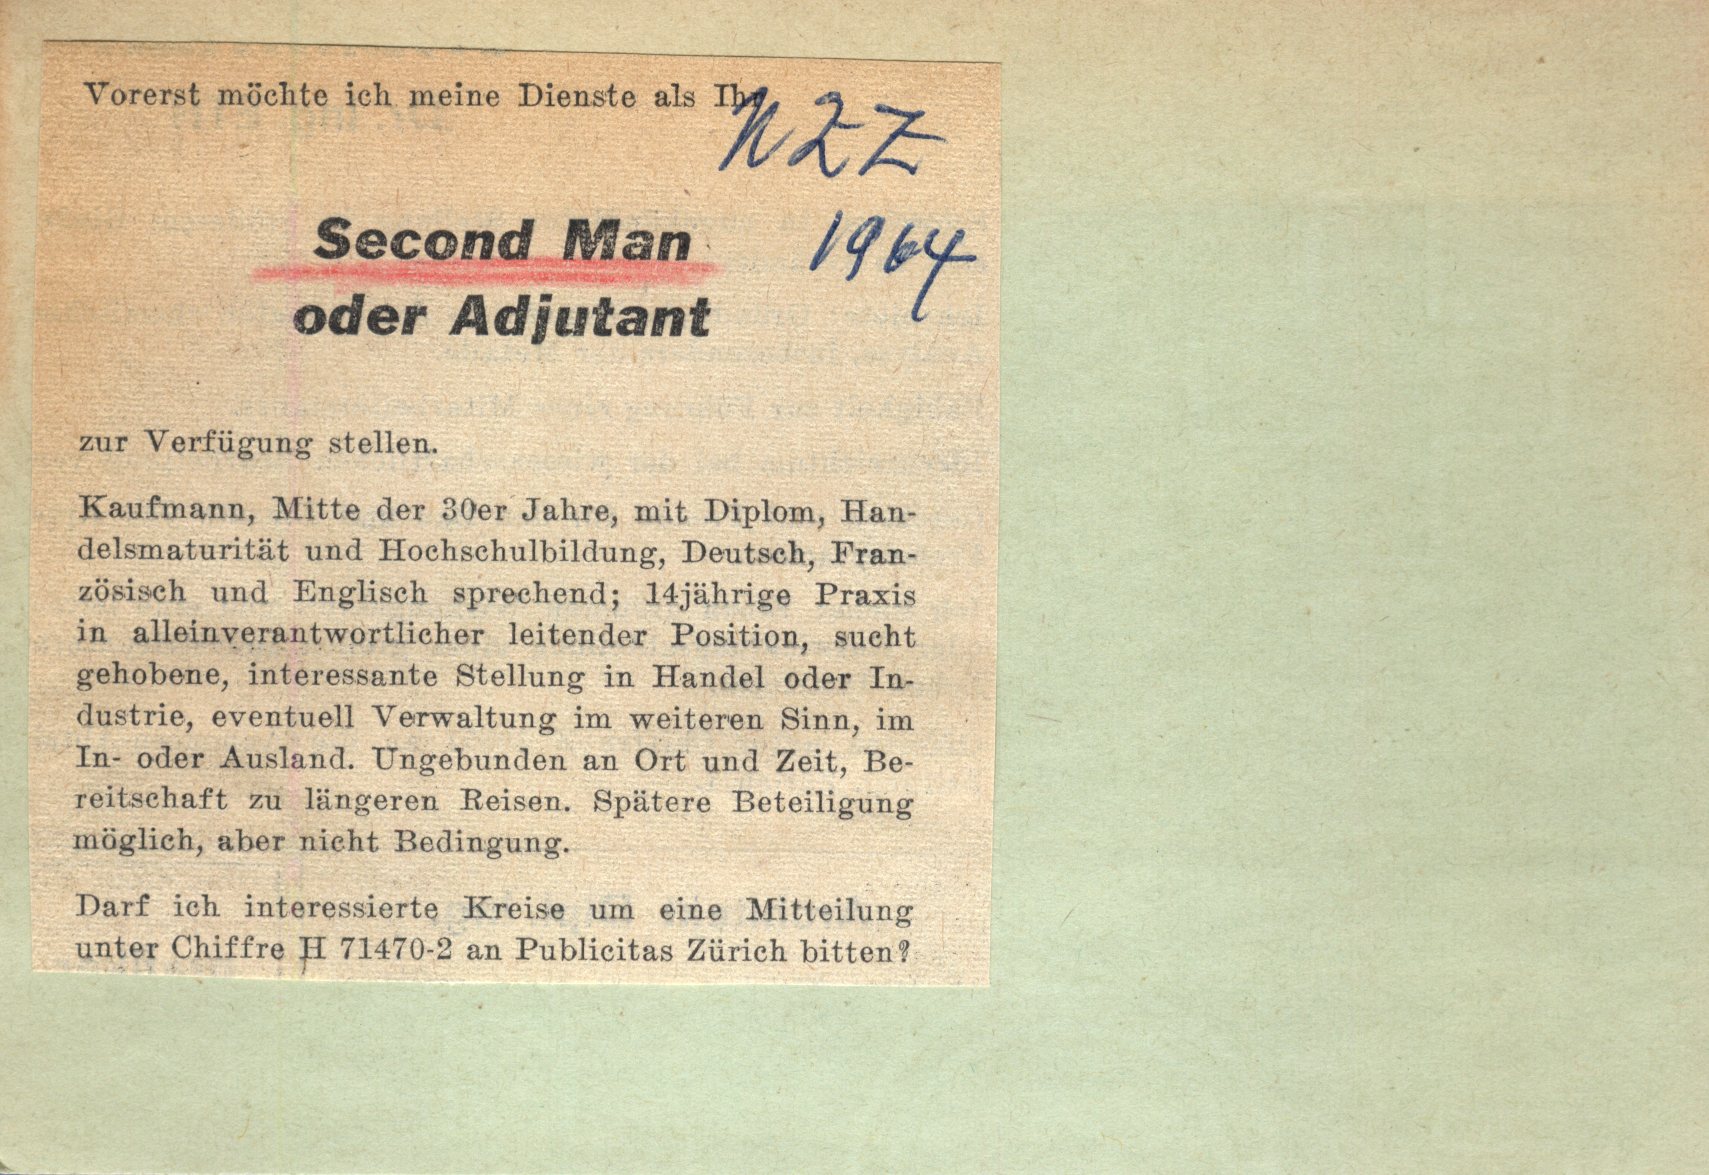 Vorerst möchte ich meine Dienste als Ihr
NZZ
1964
Second Man
oder Adjutant
zur Verfügung stellen.
Kaufmann, Mitte der 30er Jahre, mit Diplom, Han-
delsmaturität und Hochschulbildung, Deutsch, Fran-
zösisch und Englisch sprechend; 14jährige Praxis
in alleinverantwortlicher leitender Position, sucht
gehobene, interessante Stellung in Handel oder In-
dustrie, eventuell Verwaltung im weiteren Sinn, im
In- oder Ausland. Ungebunden an Ort und Zeit, Be-
reitschaft zu längeren Reisen. Spätere Beteiligung
möglich, aber nicht Bedingung.
Darf ich interessierte Kreise um eine Mitteilung
unter Chiffre H 71470-2 an Publicitas Zürich bitten?